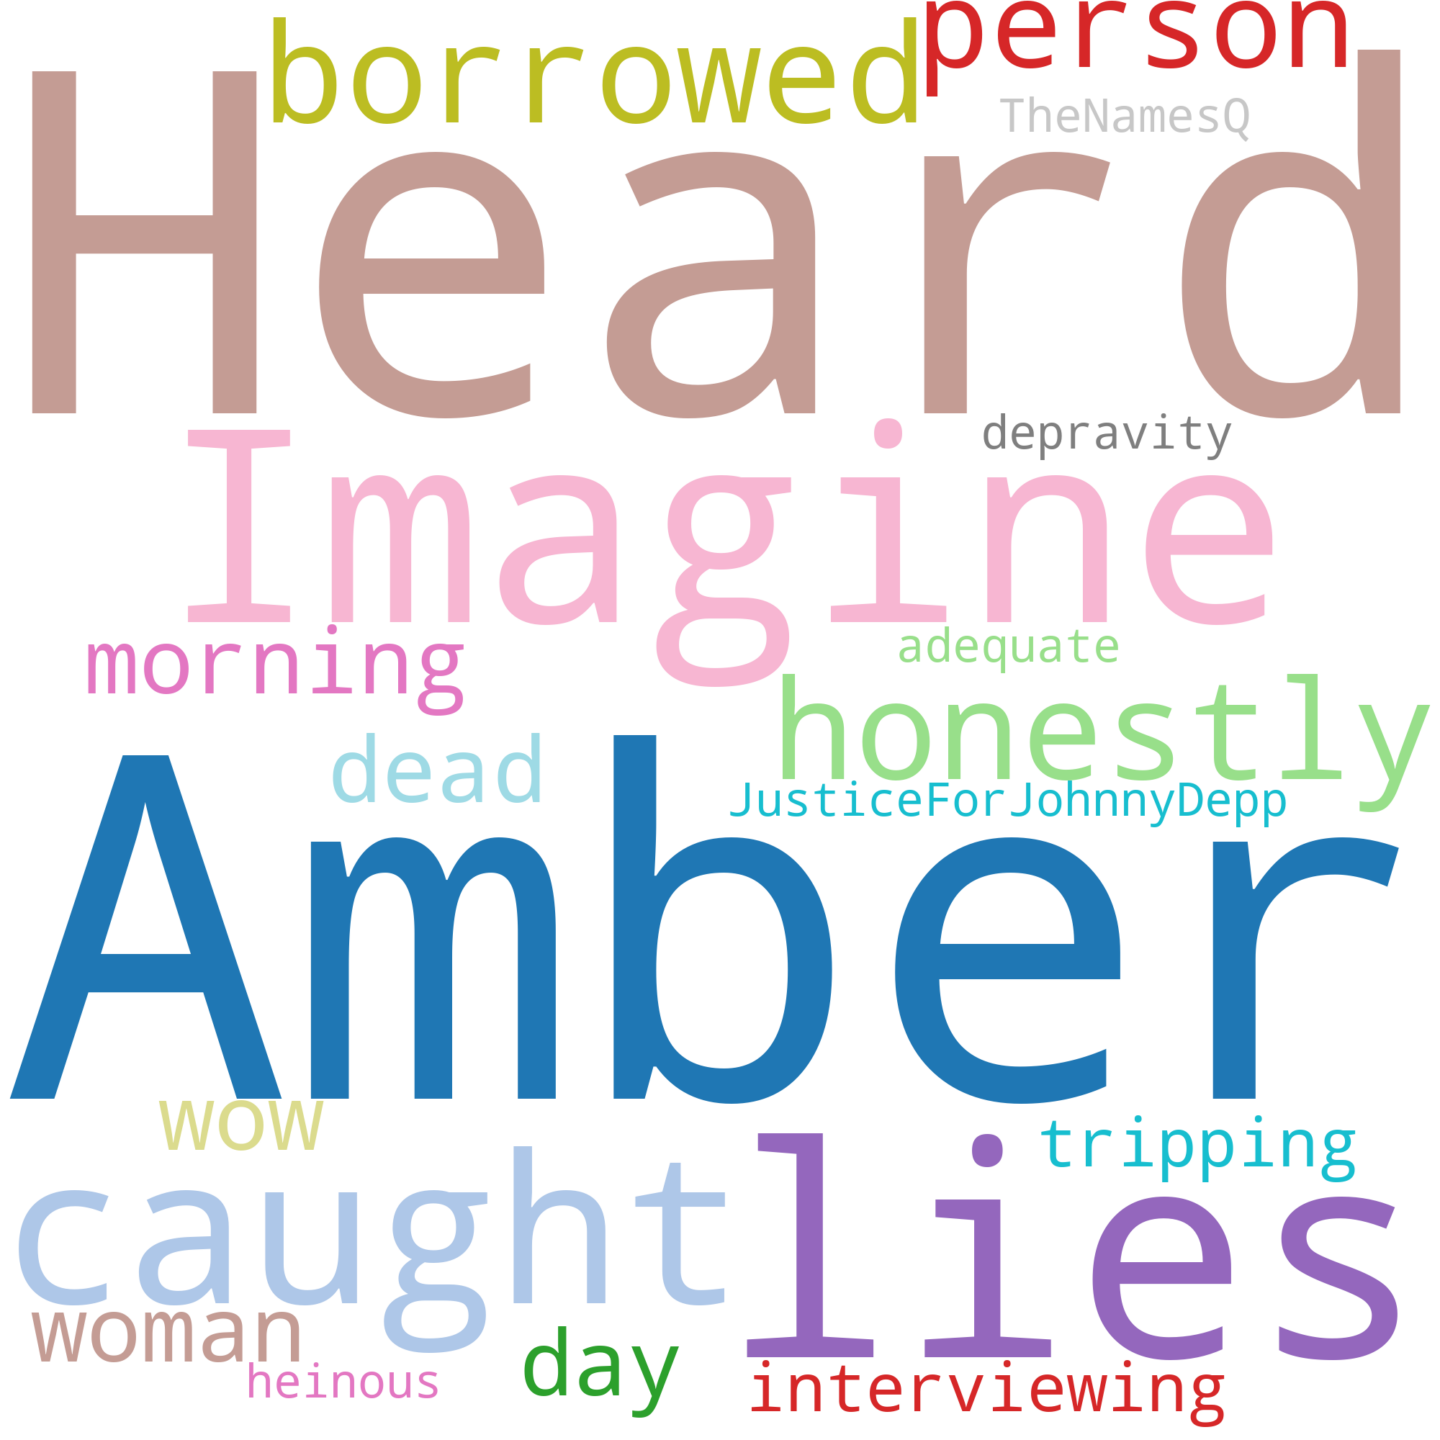 person
borrowed
TheNamesQ
Heard
depravity
Imagine
adequate
morning
honestly
dead
JusticeForJohnnyDepp
Amber
wow
tripping
caught
lies
woman
day
heinous
interviewing